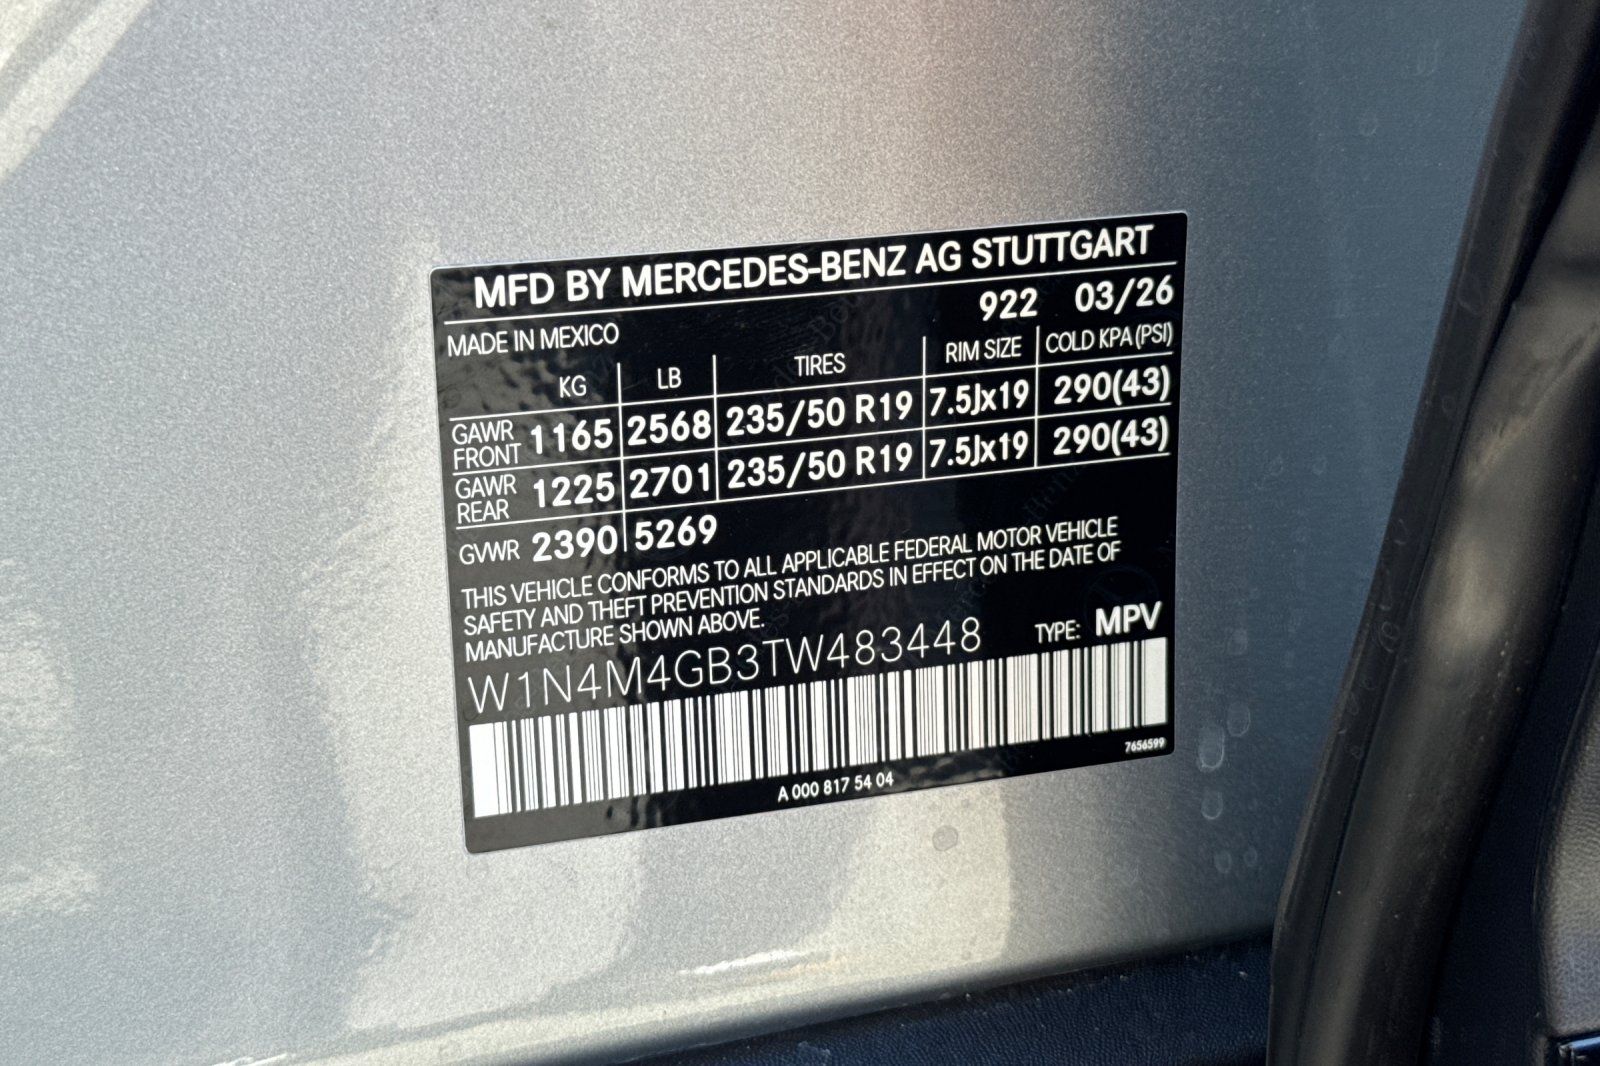 MFD BY MERCEDES-BENZ AG STUTTGART
922 03/26
MADE IN MEXICO
KG LB TIRES RIM SIZE COLD KPA (PSI)
GAWR FRONT 1165 2568 235/50 R19 7.5Jx19 290(43)
GAWR REAR 1225 2701 235/50 R19 7.5Jx19 290(43)
GVWR 2390 5269
THIS VEHICLE CONFORMS TO ALL APPLICABLE FEDERAL MOTOR VEHICLE
SAFETY AND THEFT PREVENTION STANDARDS IN EFFECT ON THE DATE OF
MANUFACTURE SHOWN ABOVE.
W1N4M4GB3TW483448 TYPE: MPV
7656599
A 000 817 54 04